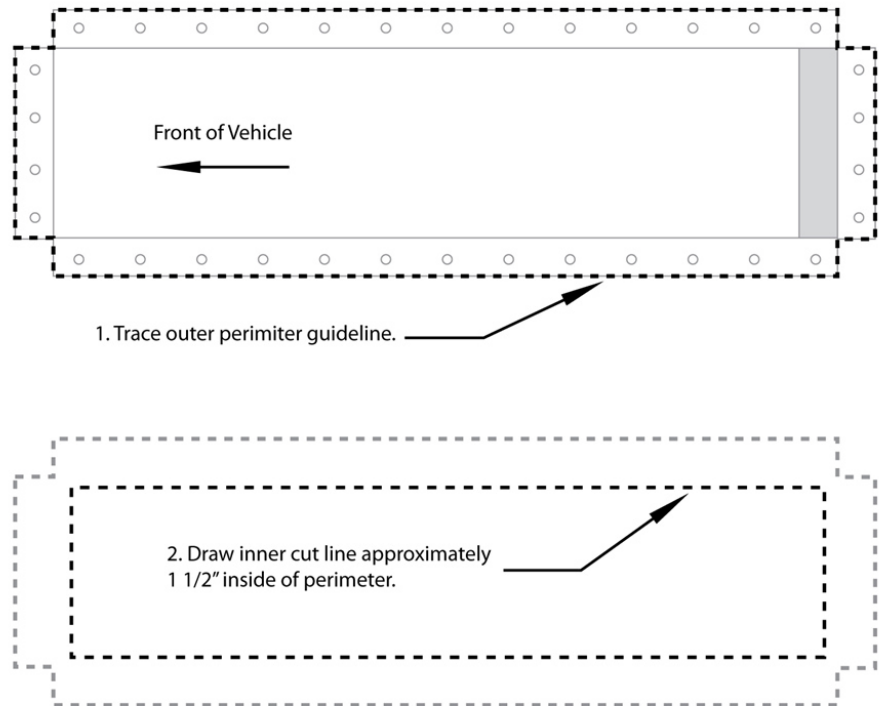 Front of Vehicle
1. Trace outer perimiter guideline.
2. Draw inner cut line approximately
1 1/2" inside of perimeter.